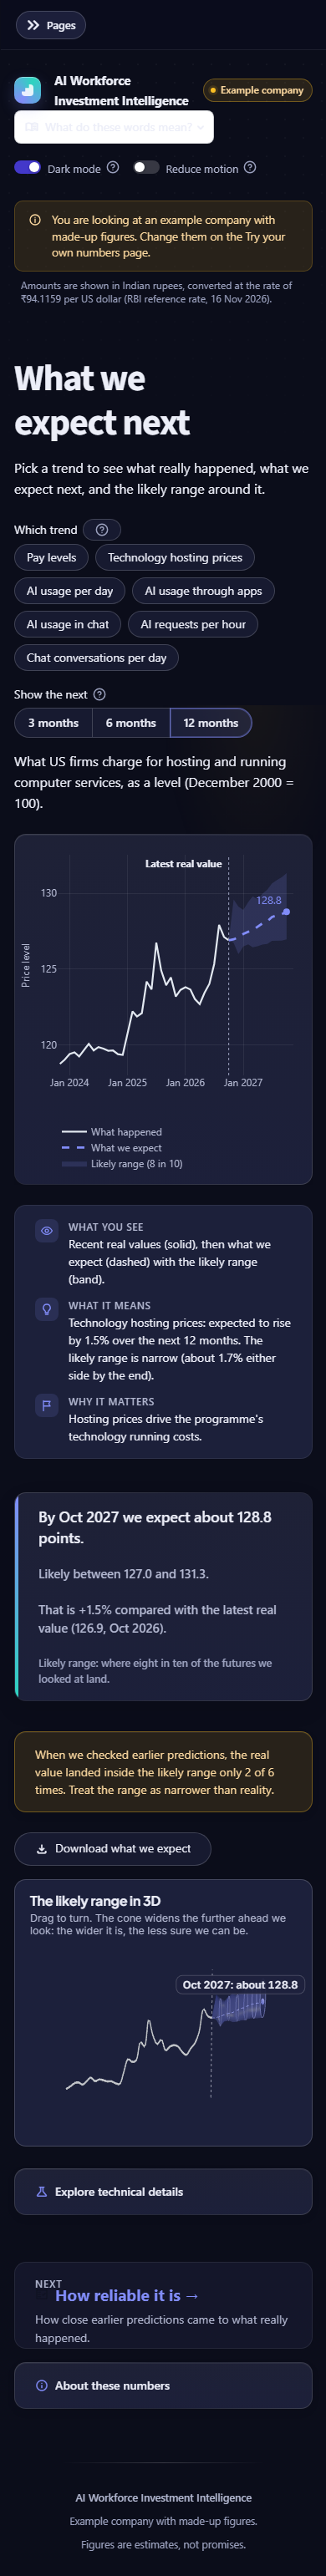 Pages
AI Workforce
Investment Intelligence
Example company
What do these words mean?
Dark mode
Reduce motion
You are looking at an example company with
made-up figures. Change them on the Try your
own numbers page.
Amounts are shown in Indian rupees, converted at the rate of
₹94.1159 per US dollar (RBI reference rate, 16 Nov 2026).
What we
expect next
Pick a trend to see what really happened, what we
expect next, and the likely range around it.
Which trend
Pay levels
Technology hosting prices
AI usage per day
AI usage through apps
AI usage in chat
AI requests per hour
Chat conversations per day
Show the next
3 months
6 months
12 months
What US firms charge for hosting and running
computer services, as a level (December 2000 =
100).
Latest real value
128.8
130
125
120
Price level
Jan 2024
Jan 2025
Jan 2026
Jan 2027
What happened
What we expect
Likely range (8 in 10)
WHAT YOU SEE
Recent real values (solid), then what we
expect (dashed) with the likely range
(band).
WHAT IT MEANS
Technology hosting prices: expected to rise
by 1.5% over the next 12 months. The
likely range is narrow (about 1.7% either
side by the end).
WHY IT MATTERS
Hosting prices drive the programme's
technology running costs.
By Oct 2027 we expect about 128.8
points.
Likely between 127.0 and 131.3.
That is +1.5% compared with the latest real
value (126.9, Oct 2026).
Likely range: where eight in ten of the futures we
looked at land.
When we checked earlier predictions, the real
value landed inside the likely range only 2 of 6
times. Treat the range as narrower than reality.
Download what we expect
The likely range in 3D
Drag to turn. The cone widens the further ahead we
look: the wider it is, the less sure we can be.
Oct 2027: about 128.8
Explore technical details
NEXT
How reliable it is →
How close earlier predictions came to what really
happened.
About these numbers
AI Workforce Investment Intelligence
Example company with made-up figures.
Figures are estimates, not promises.